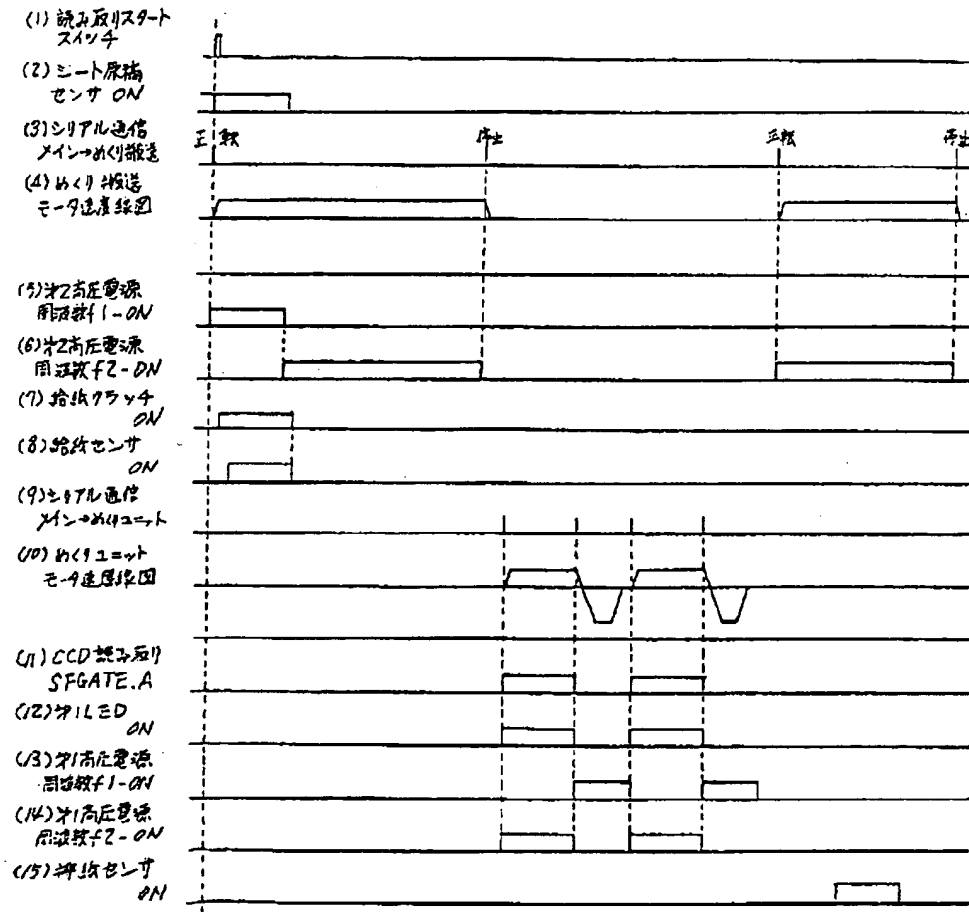 (1) 読み取りスタート
スイッチ
(2) シート原稿
センサ ON
(3) シリアル通信
メイン→めくり搬送
正転
停止
正転
停止
(4) めくり搬送
モータ速度線図
(5) 第2高圧電源
周波数f1-ON
(6) 第2高圧電源
周波数f2-ON
(7) 給紙クラッチ
ON
(8) 給紙センサ
ON
(9) シリアル通信
メイン→めくりユニット
(10) めくりユニット
モータ速度線図
(11) CCD読み取り
SFGATE.A
(12) 第1LED
ON
(13) 第1高圧電源
周波数f1-ON
(14) 第1高圧電源
周波数f2-ON
(15) 排紙センサ
ON